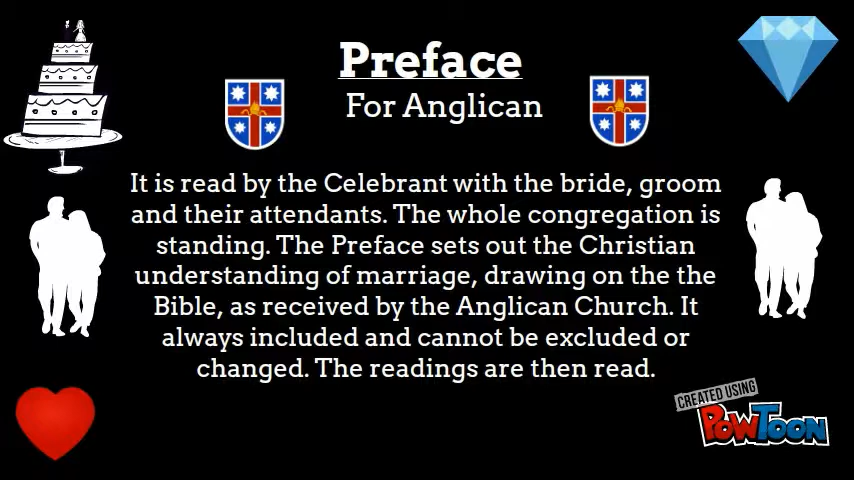 Preface
For Anglican
It is read by the Celebrant with the bride, groom
and their attendants. The whole congregation is
standing. The Preface sets out the Christian
understanding of marriage, drawing on the the
Bible, as received by the Anglican Church. It
always included and cannot be excluded or
changed. The readings are then read.
CREATED USING
POWTOON